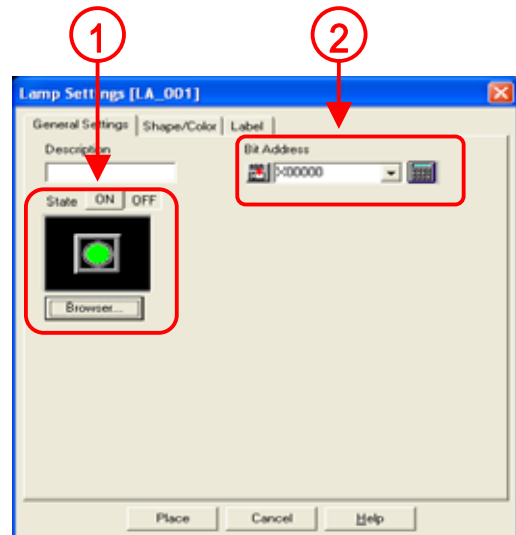 1 2
Lamp Settings [LA_001]
General Settings Shape/Color Label
Description Bit Address
X00000
State ON OFF
Browser...
Place Cancel Help